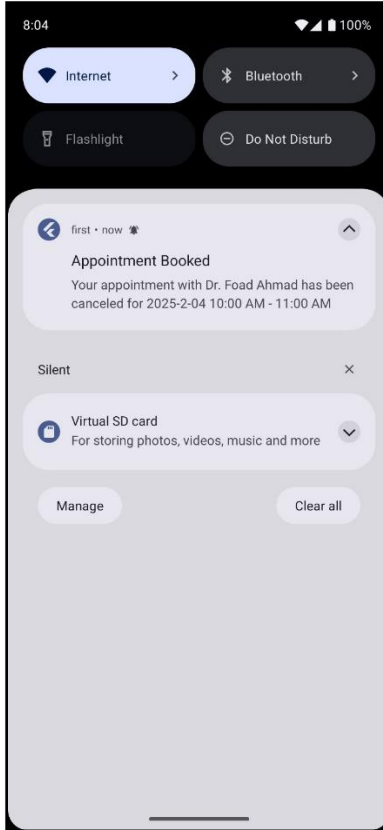 8:04 100%
Internet Bluetooth
Flashlight Do Not Disturb
first • now
Appointment Booked
Your appointment with Dr. Foad Ahmad has been
canceled for 2025-2-04 10:00 AM - 11:00 AM
Silent
Virtual SD card
For storing photos, videos, music and more
Manage Clear all